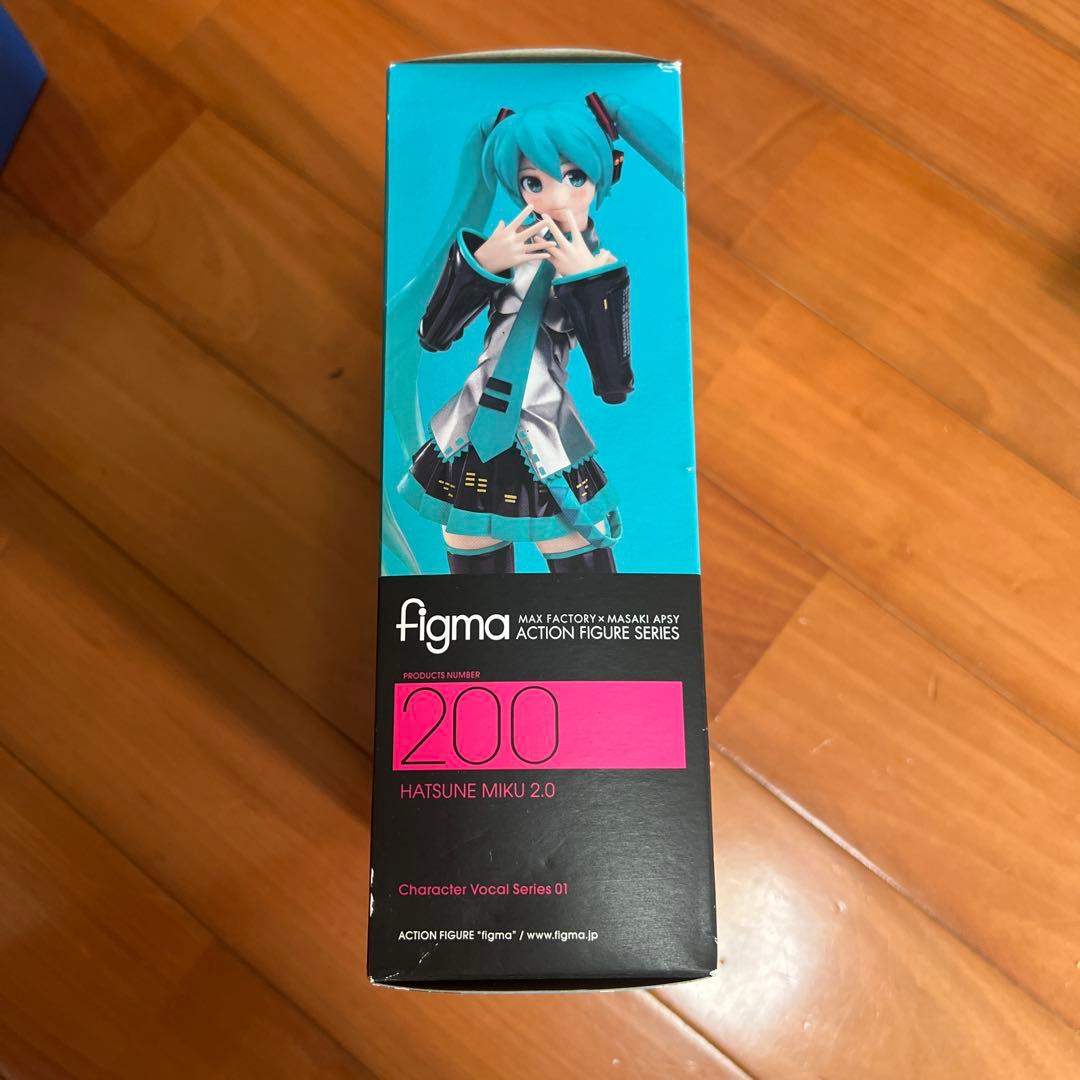 figma MAX FACTORY × MASAKI APSY
ACTION FIGURE SERIES
PRODUCTS NUMBER
200
HATSUNE MIKU 2.0
Character Vocal Series 01
ACTION FIGURE "figma" / www.figma.jp